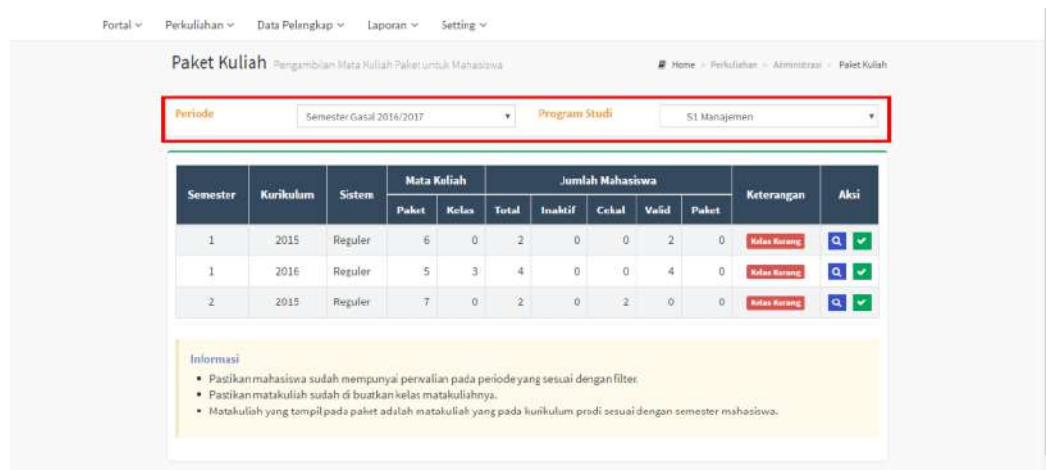 Portal Perkuliahan Data Pelengkap Laporan Setting
Paket Kuliah Pengambilan Mata Kuliah Paket untuk Mahasiswa Home > Perkuliahan > Administrasi > Paket Kuliah
Periode Semester Gasal 2016/2017 Program Studi S1 Manajemen
Semester Kurikulum Sistem Mata Kuliah Jumlah Mahasiswa Keterangan Aksi
Paket Kelas Total Inaktif Cekal Valid Paket
1 2015 Reguler 6 0 2 0 0 2 0 Kelas Kurang
1 2016 Reguler 5 3 4 0 0 4 0 Kelas Kurang
2 2015 Reguler 7 0 2 0 2 0 0 Kelas Kurang
Informasi
Pastikan mahasiswa sudah mempunyai perwalian pada periode yang sesuai dengan filter.
Pastikan matakuliah sudah di buatkan kelas matakuliahnya.
Matakuliah yang tampil pada paket adalah matakuliah yang pada kurikulum prodi sesuai dengan semester mahasiswa.